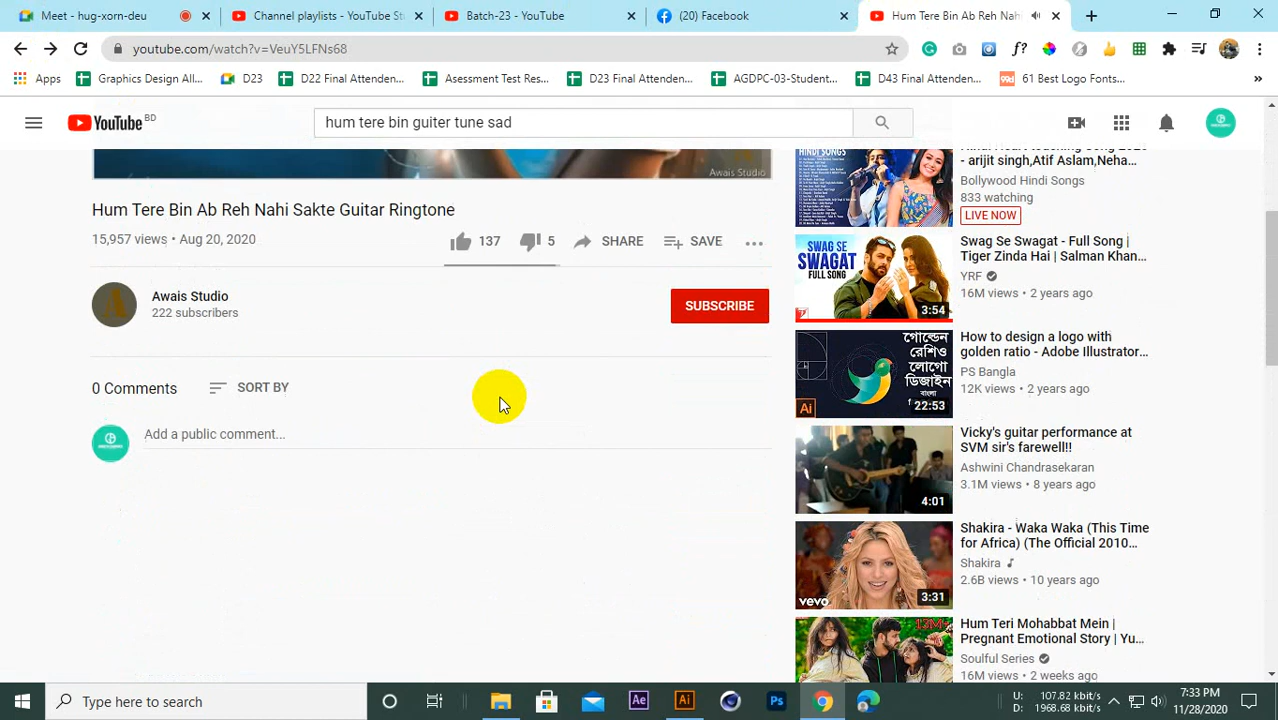 Meet - hug-xorn-dev
Channel playlists - YouTube St
Batch-23 - YouTube
(20) Facebook
Hum Tere Bin Ab Reh Nah
youtube.com/watch?v=VeuY5LFNs68
Apps
Graphics Design All...
D23
D22 Final Attenden...
Asessment Test Res...
D23 Final Attenden...
AGDPC-03-Student...
D43 Final Attenden...
61 Best Logo Fonts...
YouTube BD
hum tere bin guiter tune sad
Awais Studio
Hum Tere Bin Ab Reh Nahi Sakte Guitar Ringtone
15,957 views • Aug 20, 2020
137
5
SHARE
SAVE
Awais Studio
222 subscribers
SUBSCRIBE
0 Comments
SORT BY
Add a public comment...
HINDI SONGS
- arijit singh,Atif Aslam,Neha...
Bollywood Hindi Songs
833 watching
LIVE NOW
SWAG SE
SWAGAT
FULL SONG
3:54
Swag Se Swagat - Full Song |
Tiger Zinda Hai | Salman Khan...
YRF
16M views • 2 years ago
গোল্ডেন
রেশিও
লোগো
ডিজাইন
বাংলা
Ai
22:53
How to design a logo with
golden ratio - Adobe Illustrator...
PS Bangla
12K views • 2 years ago
4:01
Vicky's guitar performance at
SVM sir's farewell!!
Ashwini Chandrasekaran
3.1M views • 8 years ago
vevo
3:31
Shakira - Waka Waka (This Time
for Africa) (The Official 2010...
Shakira
2.6B views • 10 years ago
Hum Teri Mohabbat Mein |
Pregnant Emotional Story | Yu...
Soulful Series
16M views • 2 weeks ago
Type here to search
Ae
Ai
Ps
U: 107.82 kbit/s
D: 1968.68 kbit/s
7:33 PM
11/28/2020